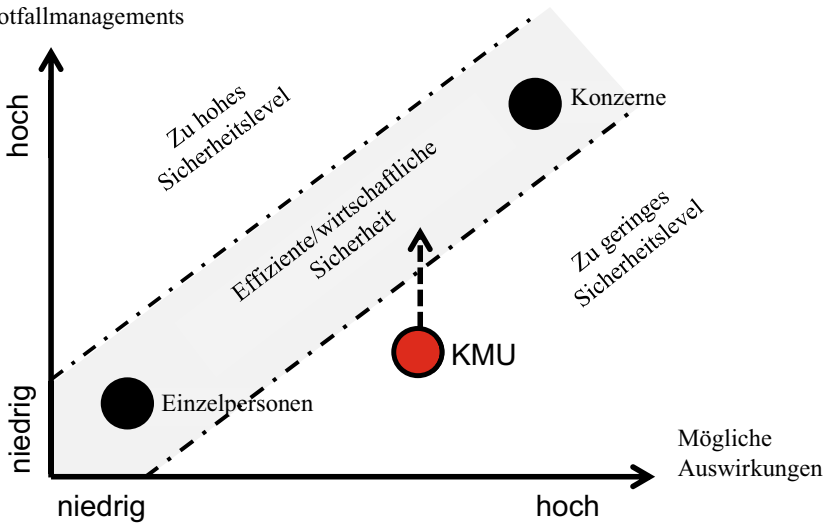 otfallmanagements
hoch
Zu hohes
Sicherheitslevel
Konzerne
Effiziente/wirtschaftliche
Sicherheit
Zu geringes
Sicherheitslevel
KMU
niedrig
Einzelpersonen
Mögliche
Auswirkungen
niedrig
hoch